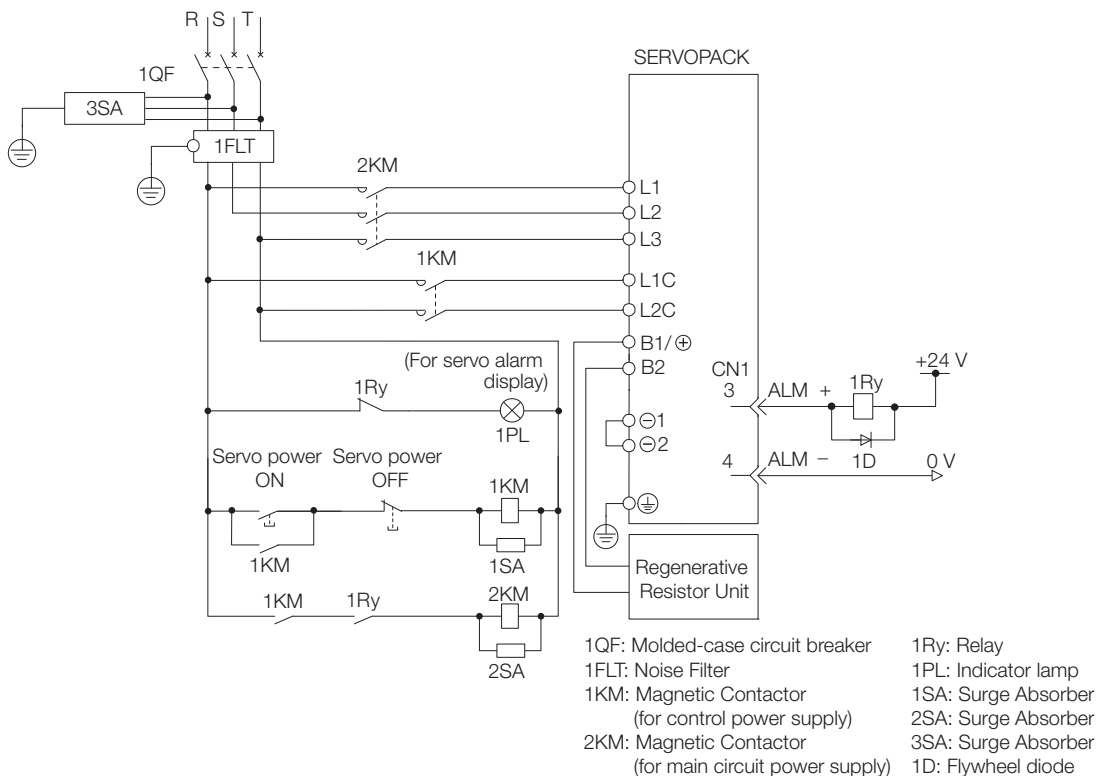 R S T
SERVOPACK
1QF
3SA
1FLT
2KM
L1
L2
L3
1KM
L1C
L2C
B1/⊕
B2
(For servo alarm
display)
1Ry
1PL
CN1
3
ALM +
1Ry
+24 V
1D
⊖1
⊖2
4
ALM −
0 V
Servo power
ON
Servo power
OFF
1KM
1KM
1SA
Regenerative
Resistor Unit
1KM
1Ry
2KM
2SA
1QF: Molded-case circuit breaker
1FLT: Noise Filter
1KM: Magnetic Contactor
(for control power supply)
2KM: Magnetic Contactor
(for main circuit power supply)
1Ry: Relay
1PL: Indicator lamp
1SA: Surge Absorber
2SA: Surge Absorber
3SA: Surge Absorber
1D: Flywheel diode